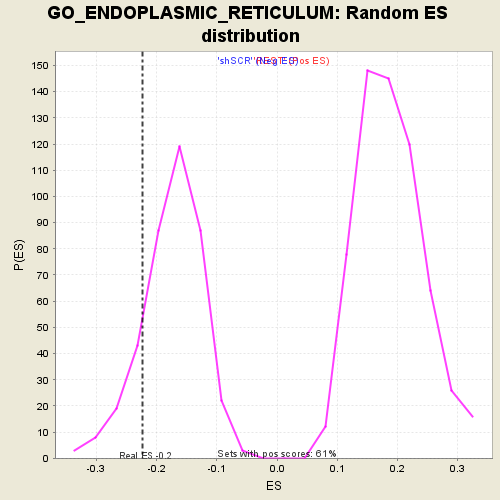 GO_ENDOPLASMIC_RETICULUM: Random ES
distribution
'shSCR' (Neg ES)
(Pos ES)
150
140
130
120
110
100
90
80
70
60
50
40
30
20
10
0
P(ES)
Real ES -0.2
Sets with pos scores: 61%
-0.3
-0.2
-0.1
0.0
0.1
0.2
0.3
ES